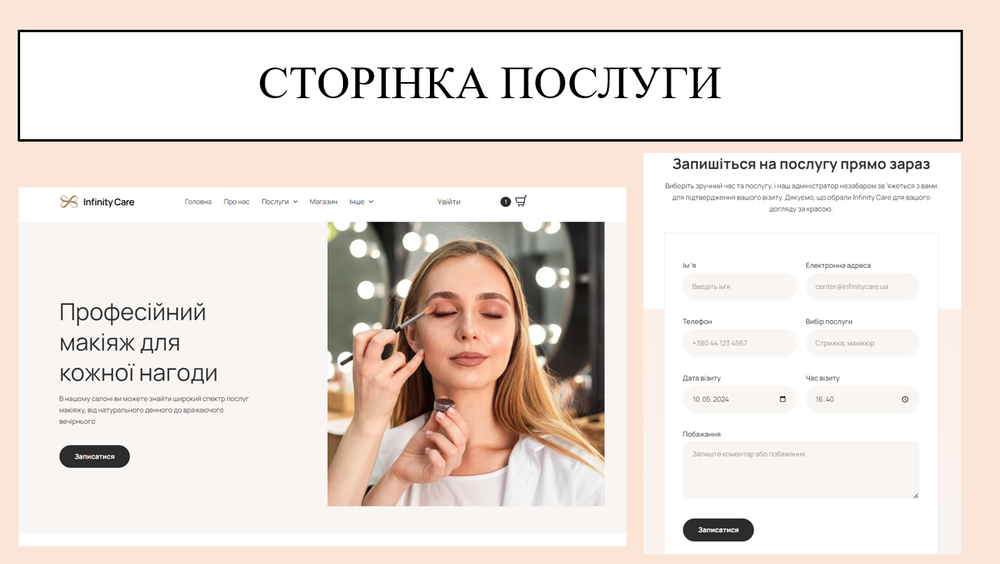 СТОРІНКА ПОСЛУГИ
Infinity Care
Головна Про нас Послуги Магазин Інше Увійти 1
Професійний
макіяж для
кожної нагоди
В нашому салоні ви можете знайти широкий спектр послуг
макіяжу, від натурального денного до вражаючого
вечірнього
Записатися
Запишіться на послугу прямо зараз
Виберіть зручний час та послугу, і наш адміністратор незабаром зв'яжеться з вами
для підтвердження вашого візиту. Дякуємо, що обрали Infinity Care для вашого
догляду за красою.
Ім'я Електронна адреса
Введіть ім'я center@infinitycare.ua
Телефон Вибір послуги
+380 44 123 4567 Стрижка, манікюр
Дата візиту Час візиту
10.05.2024 16:40
Побажання
Запиште коментар або побажання
Записатися